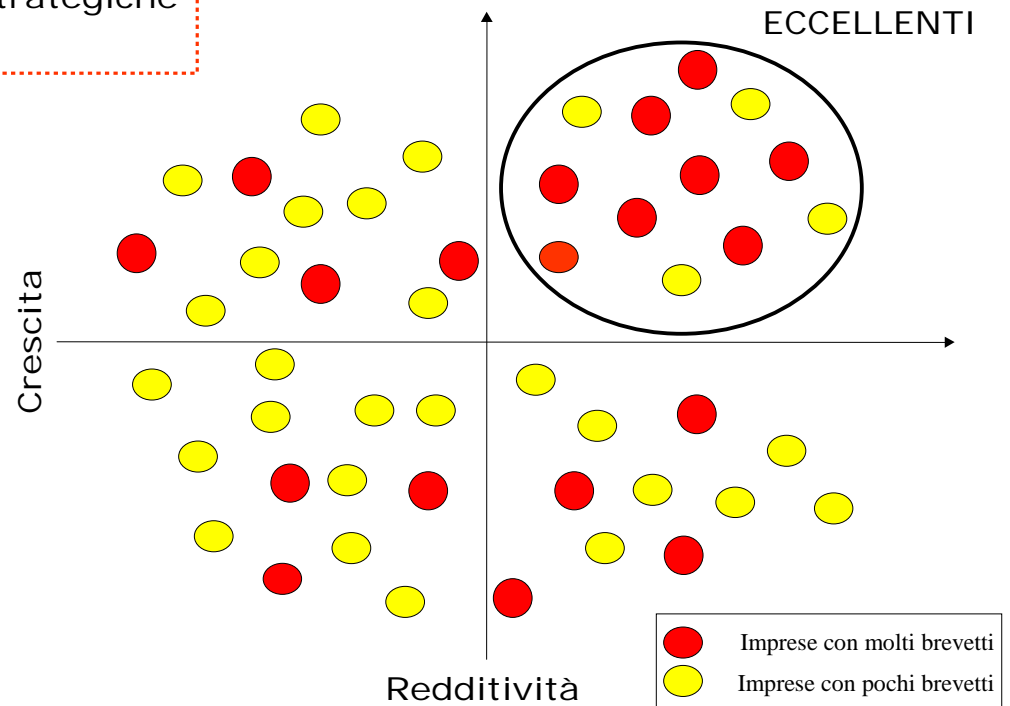 ECCELLENTI
Crescita
Redditività
Imprese con molti brevetti
Imprese con pochi brevetti